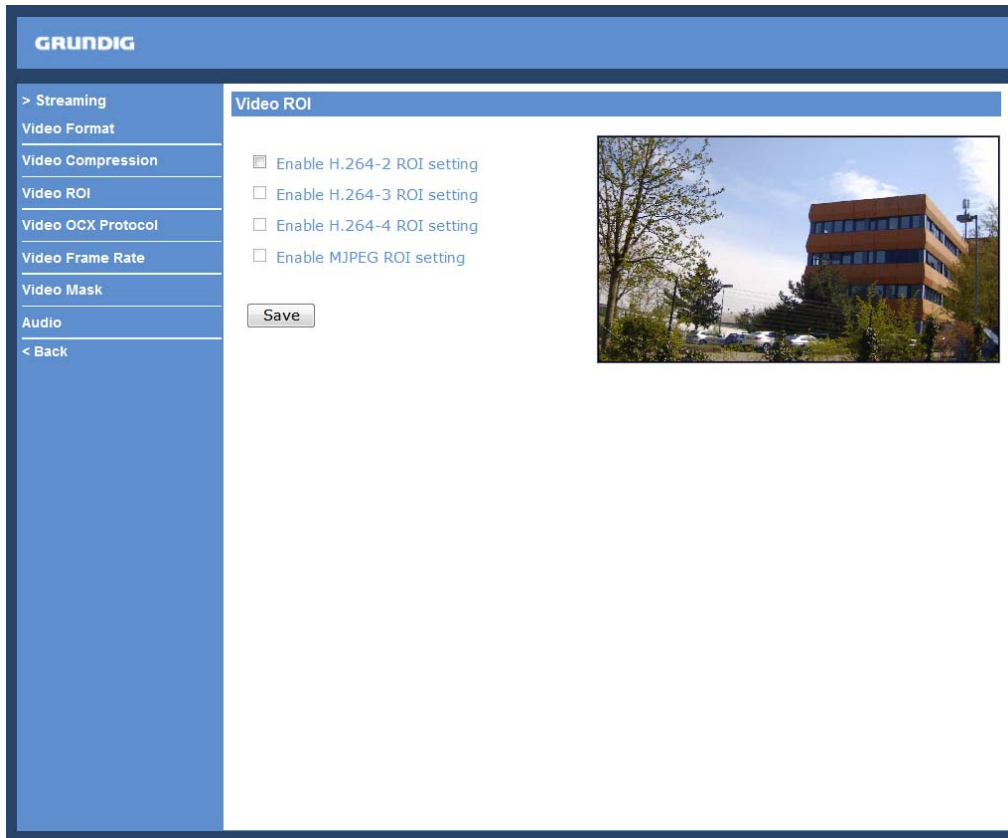 GRUNDIG
> Streaming
Video Format
Video Compression
Video ROI
Video OCX Protocol
Video Frame Rate
Video Mask
Audio
< Back
Video ROI
Enable H.264-2 ROI setting
Enable H.264-3 ROI setting
Enable H.264-4 ROI setting
Enable MJPEG ROI setting
Save